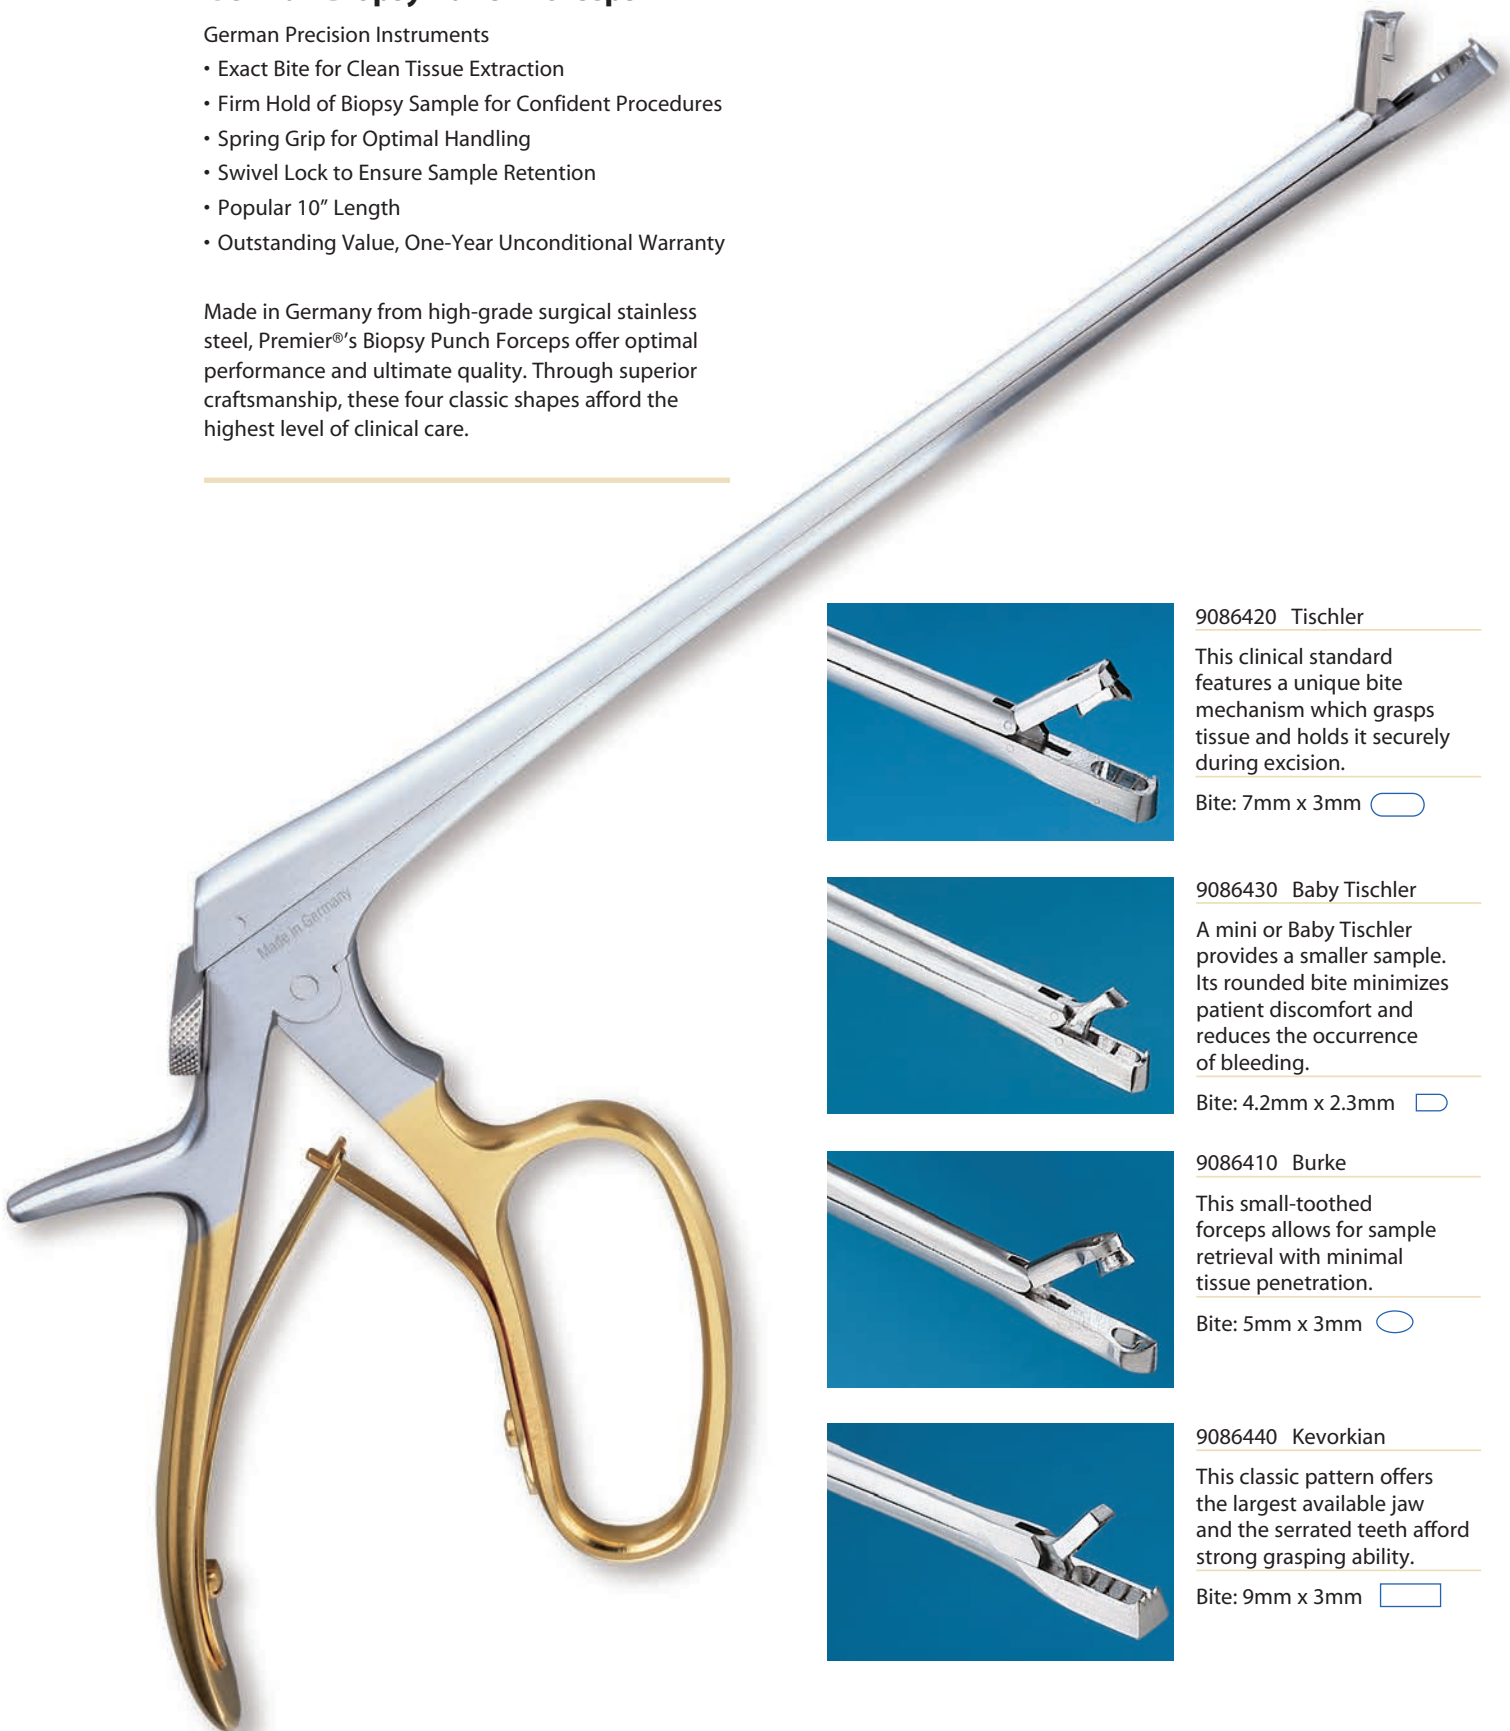 German Precision Instruments
• Exact Bite for Clean Tissue Extraction
• Firm Hold of Biopsy Sample for Confident Procedures
• Spring Grip for Optimal Handling
• Swivel Lock to Ensure Sample Retention
• Popular 10” Length
• Outstanding Value, One-Year Unconditional Warranty
Made in Germany from high-grade surgical stainless
steel, Premier®’s Biopsy Punch Forceps offer optimal
performance and ultimate quality. Through superior
craftsmanship, these four classic shapes afford the
highest level of clinical care.
Made in Germany
9086420 Tischler
This clinical standard
features a unique bite
mechanism which grasps
tissue and holds it securely
during excision.
Bite: 7mm x 3mm
9086430 Baby Tischler
A mini or Baby Tischler
provides a smaller sample.
Its rounded bite minimizes
patient discomfort and
reduces the occurrence
of bleeding.
Bite: 4.2mm x 2.3mm
9086410 Burke
This small-toothed
forceps allows for sample
retrieval with minimal
tissue penetration.
Bite: 5mm x 3mm
9086440 Kevorkian
This classic pattern offers
the largest available jaw
and the serrated teeth afford
strong grasping ability.
Bite: 9mm x 3mm